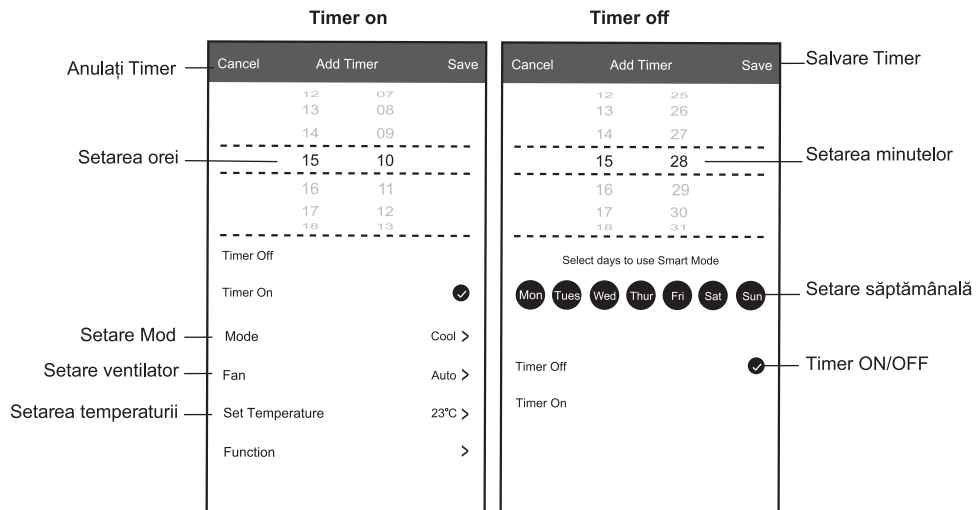 Timer on
Timer off
Anulați Timer
Cancel Add Timer Save
Cancel Add Timer Save
Salvare Timer
12 07
13 08
14 09
15 10
16 11
17 12
18 13
Setarea orei
12 25
13 26
14 27
15 28
16 29
17 30
18 31
Setarea minutelor
Timer Off
Timer On
Setare Mod
Mode Cool >
Setare ventilator
Fan Auto >
Setarea temperaturii
Set Temperature 23°C >
Function >
Select days to use Smart Mode
Mon Tues Wed Thur Fri Sat Sun
Setare săptămânală
Timer Off
Timer ON/OFF
Timer On